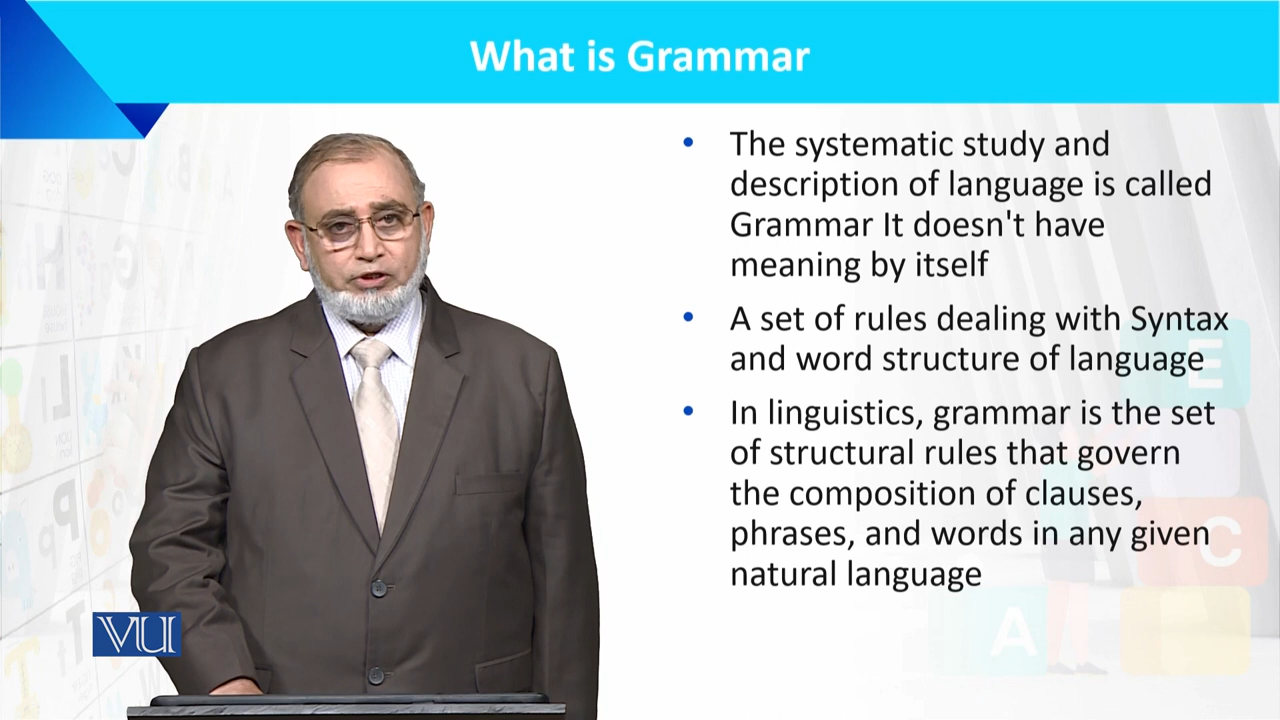 What is Grammar
• The systematic study and
description of language is called
Grammar It doesn't have
meaning by itself
• A set of rules dealing with Syntax
and word structure of language
• In linguistics, grammar is the set
of structural rules that govern
the composition of clauses,
phrases, and words in any given
natural language
VU
E
C
A